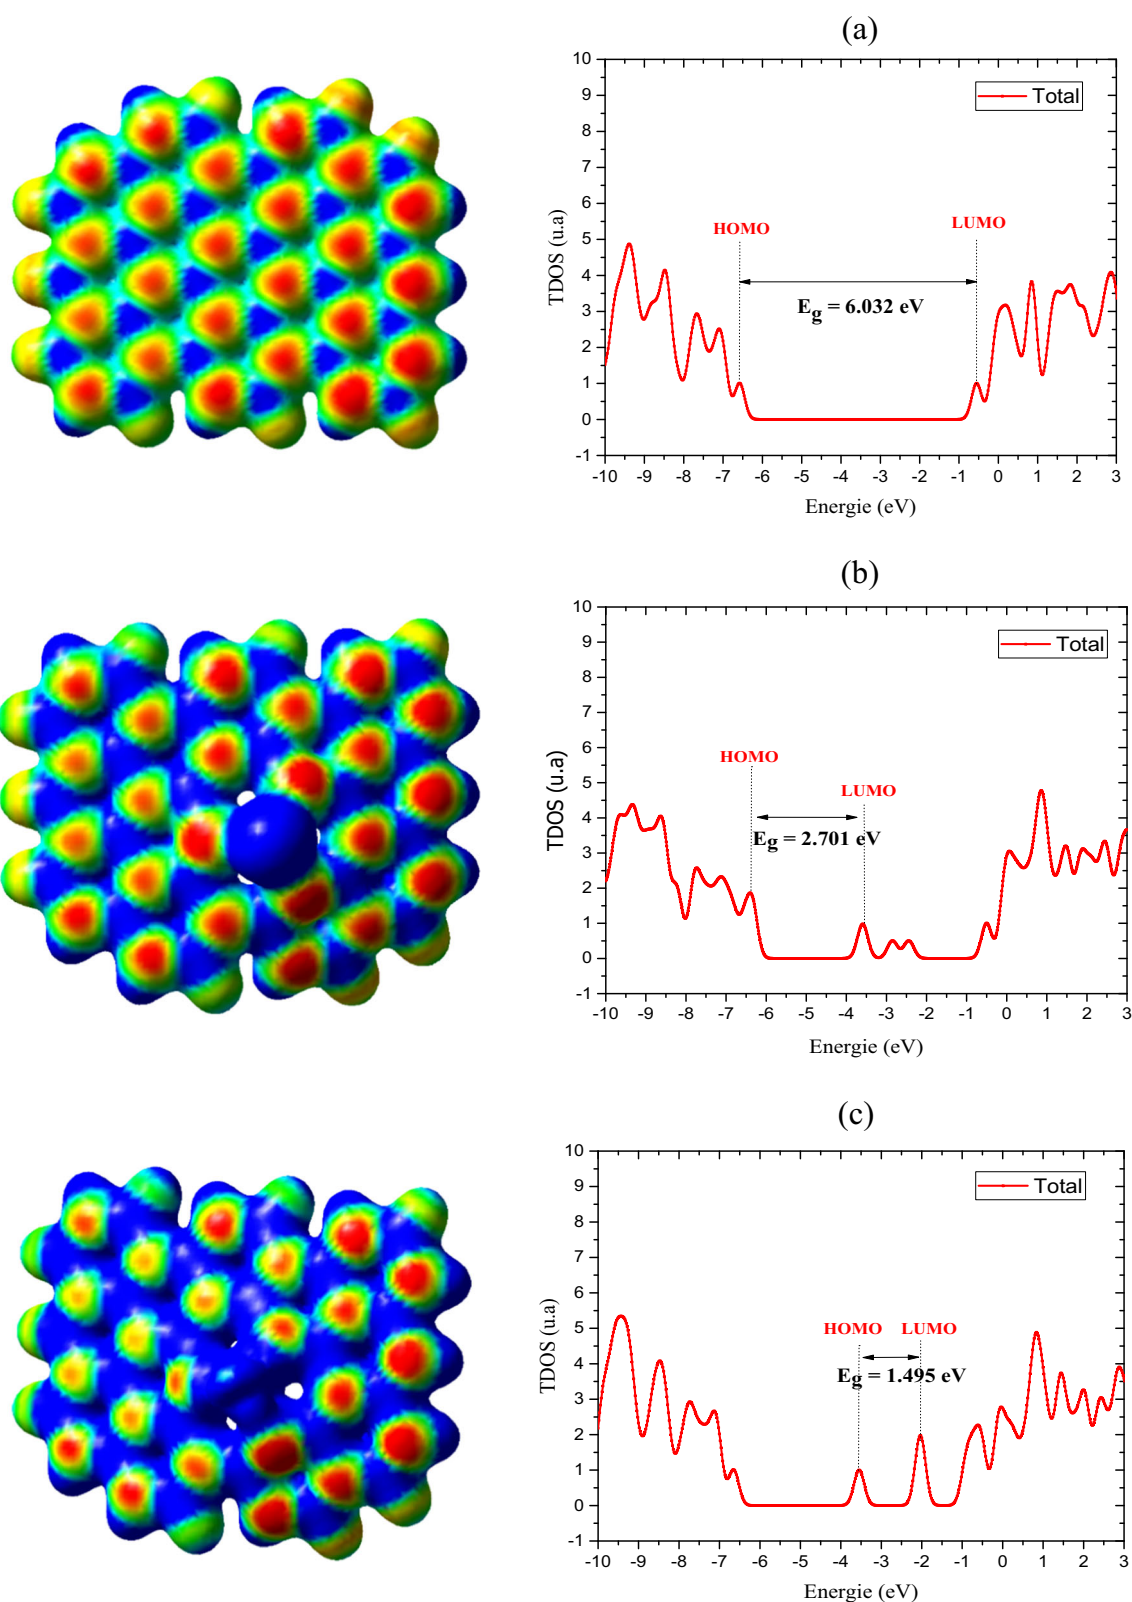 (a)
10
9
8
7
6
5
4
3
2
1
0
-1
TDOS (u.a)
Total
HOMO
LUMO
Eg = 6.032 eV
-10 -9 -8 -7 -6 -5 -4 -3 -2 -1 0 1 2 3
Energie (eV)
(b)
10
9
8
7
6
5
4
3
2
1
0
-1
TDOS (u.a)
Total
HOMO
LUMO
Eg = 2.701 eV
-10 -9 -8 -7 -6 -5 -4 -3 -2 -1 0 1 2 3
Energie (eV)
(c)
10
9
8
7
6
5
4
3
2
1
0
-1
TDOS (u.a)
Total
HOMO LUMO
Eg = 1.495 eV
-10 -9 -8 -7 -6 -5 -4 -3 -2 -1 0 1 2 3
Energie (eV)